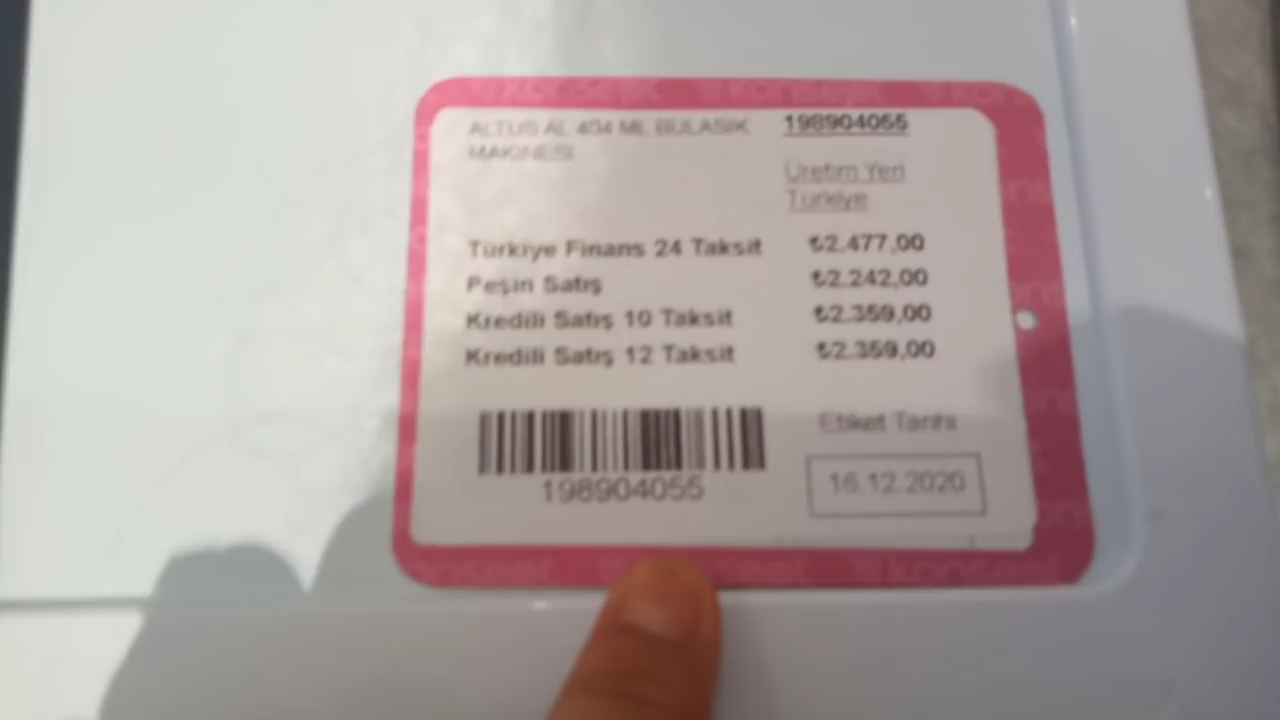 ALTUS AL 404 ML BULAŞIK
MAKİNESİ
198904055
Üretim Yeri
Türkiye
Türkiye Finans 24 Taksit ₺2.477,00
Peşin Satış ₺2.242,00
Kredili Satış 10 Taksit ₺2.359,00
Kredili Satış 12 Taksit ₺2.359,00
198904055
Etiket Tarihi
16.12.2020